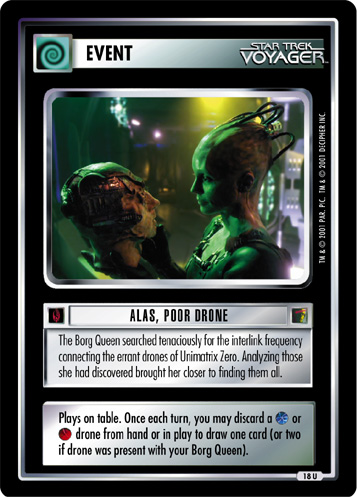 EVENT
STAR TREK
VOYAGER
TM & © 2001 PAR. PIC. TM & © 2001 DECIPHER INC.
ALAS, POOR DRONE
The Borg Queen searched tenaciously for the interlink frequency
connecting the errant drones of Unimatrix Zero. Analyzing those
she had discovered brought her closer to finding them all.
Plays on table. Once each turn, you may discard a or
drone from hand or in play to draw one card (or two
if drone was present with your Borg Queen).
18 U